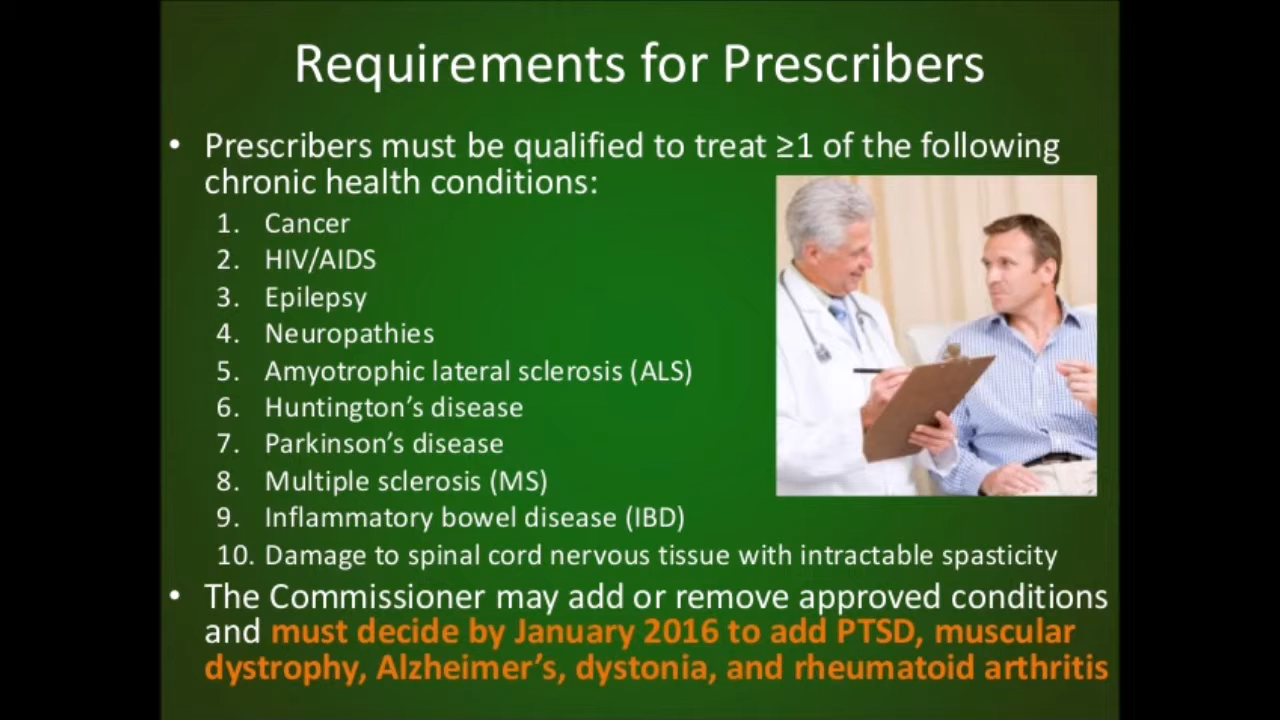 Requirements for Prescribers
• Prescribers must be qualified to treat ≥1 of the following
chronic health conditions:
1. Cancer
2. HIV/AIDS
3. Epilepsy
4. Neuropathies
5. Amyotrophic lateral sclerosis (ALS)
6. Huntington’s disease
7. Parkinson’s disease
8. Multiple sclerosis (MS)
9. Inflammatory bowel disease (IBD)
10. Damage to spinal cord nervous tissue with intractable spasticity
• The Commissioner may add or remove approved conditions
and must decide by January 2016 to add PTSD, muscular
dystrophy, Alzheimer’s, dystonia, and rheumatoid arthritis